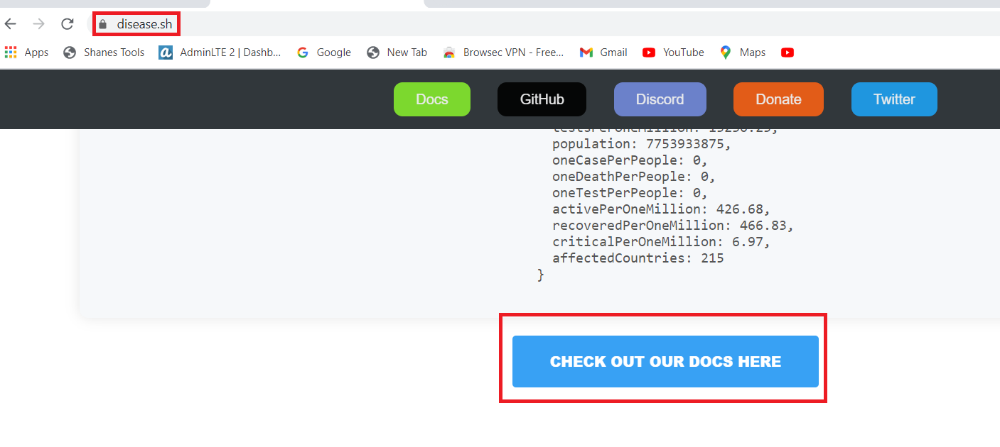 disease.sh
Apps Shanes Tools AdminLTE 2 | Dashb... Google New Tab Browsec VPN - Free... Gmail YouTube Maps
Docs GitHub Discord Donate Twitter
population: 7753933875,
oneCasePerPeople: 0,
oneDeathPerPeople: 0,
oneTestPerPeople: 0,
activePerOneMillion: 426.68,
recoveredPerOneMillion: 466.83,
criticalPerOneMillion: 6.97,
affectedCountries: 215
}
CHECK OUT OUR DOCS HERE